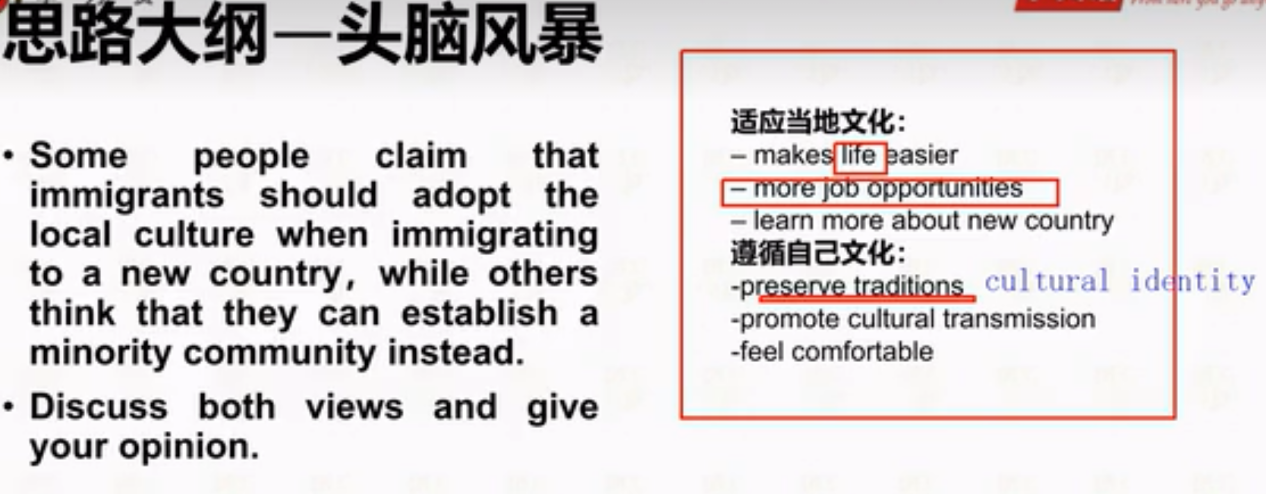 思路大纲—头脑风暴
• Some people claim that
immigrants should adopt the
local culture when immigrating
to a new country, while others
think that they can establish a
minority community instead.
• Discuss both views and give
your opinion.
适应当地文化：
– makes life easier
– more job opportunities
– learn more about new country
遵循自己文化：
-preserve traditions cultural identity
-promote cultural transmission
-feel comfortable